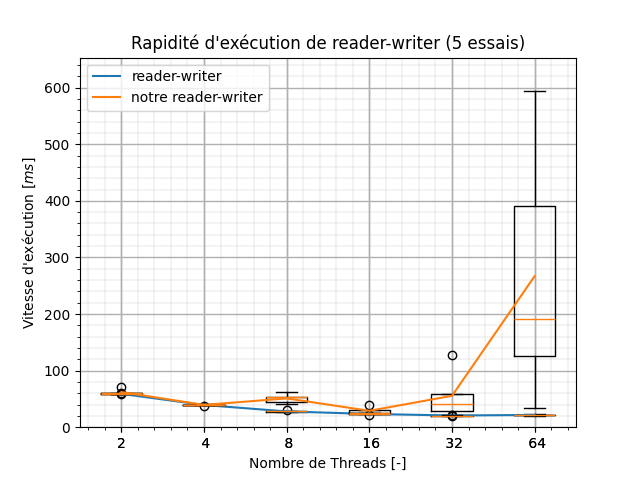 Rapidité d'exécution de reader-writer (5 essais)
reader-writer
notre reader-writer
Vitesse d'exécution [ms]
600
500
400
300
200
100
0
2 4 8 16 32 64
Nombre de Threads [-]